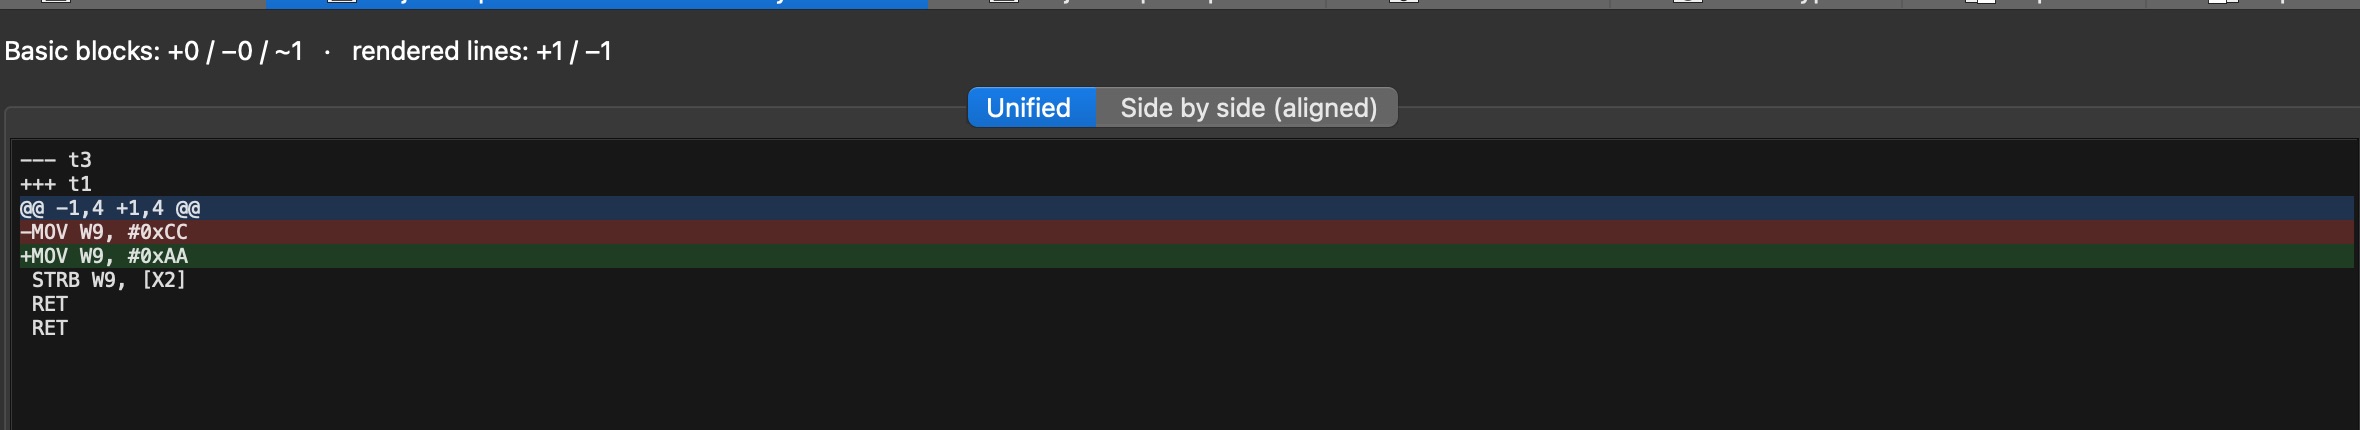 Basic blocks: +0 / −0 / ~1 · rendered lines: +1 / −1
Unified Side by side (aligned)
--- t3
+++ t1
@@ -1,4 +1,4 @@
-MOV W9, #0xCC
+MOV W9, #0xAA
STRB W9, [X2]
RET
RET